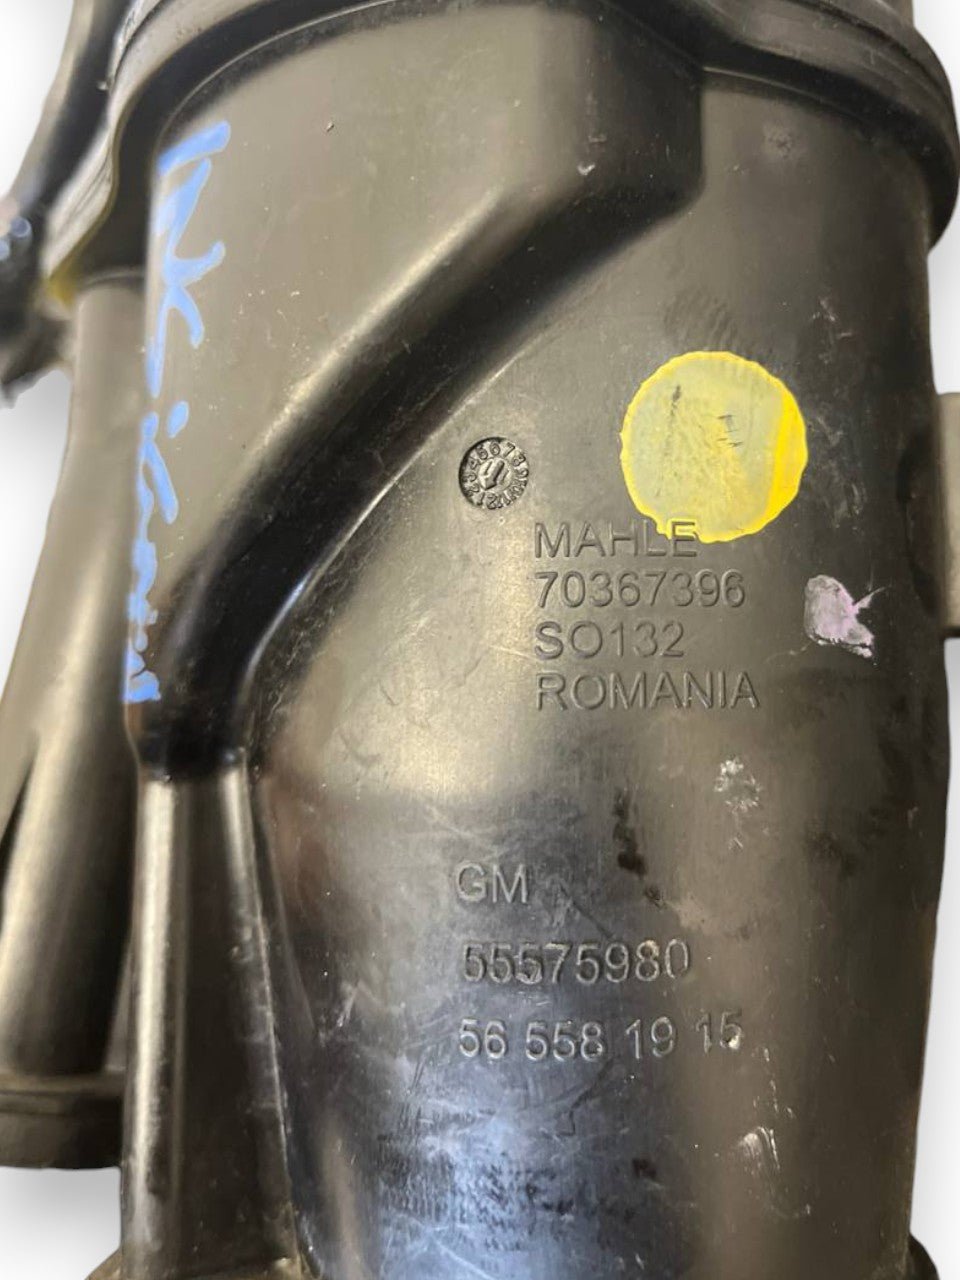 MAHLE
70367396
SO132
ROMANIA
GM
55575980
56 558 19 15